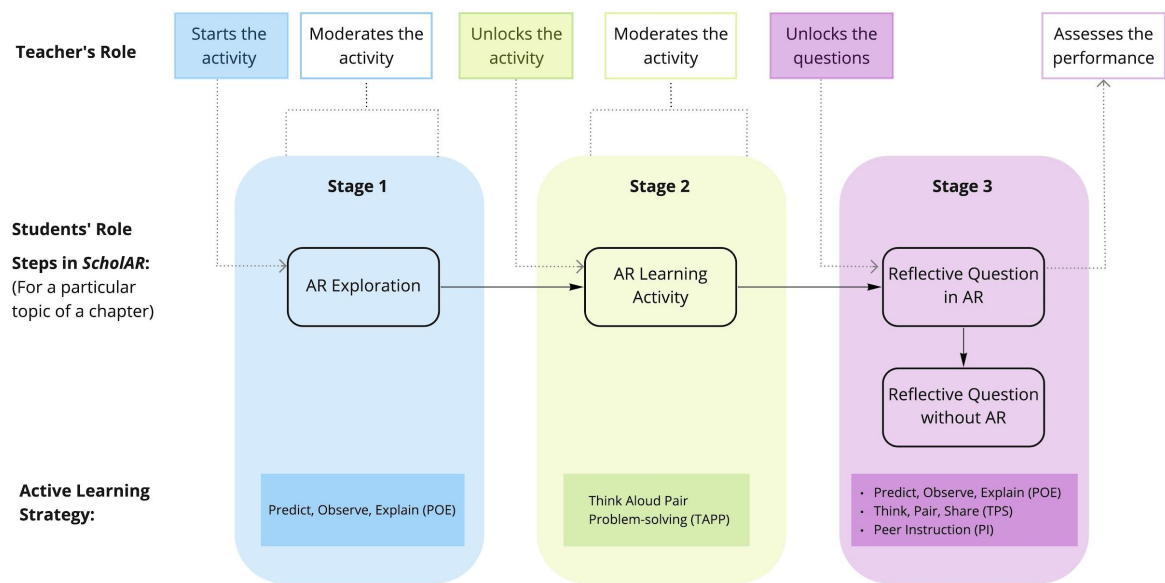 Teacher's Role
Starts the
activity
Moderates the
activity
Unlocks the
activity
Moderates the
activity
Unlocks the
questions
Assesses the
performance
Stage 1
Stage 2
Stage 3
Students' Role
Steps in ScholAR:
(For a particular
topic of a chapter)
AR Exploration
AR Learning
Activity
Reflective Question
in AR
Reflective Question
without AR
Active Learning
Strategy:
Predict, Observe, Explain (POE)
Think Aloud Pair
Problem-solving (TAPP)
• Predict, Observe, Explain (POE)
• Think, Pair, Share (TPS)
• Peer Instruction (PI)